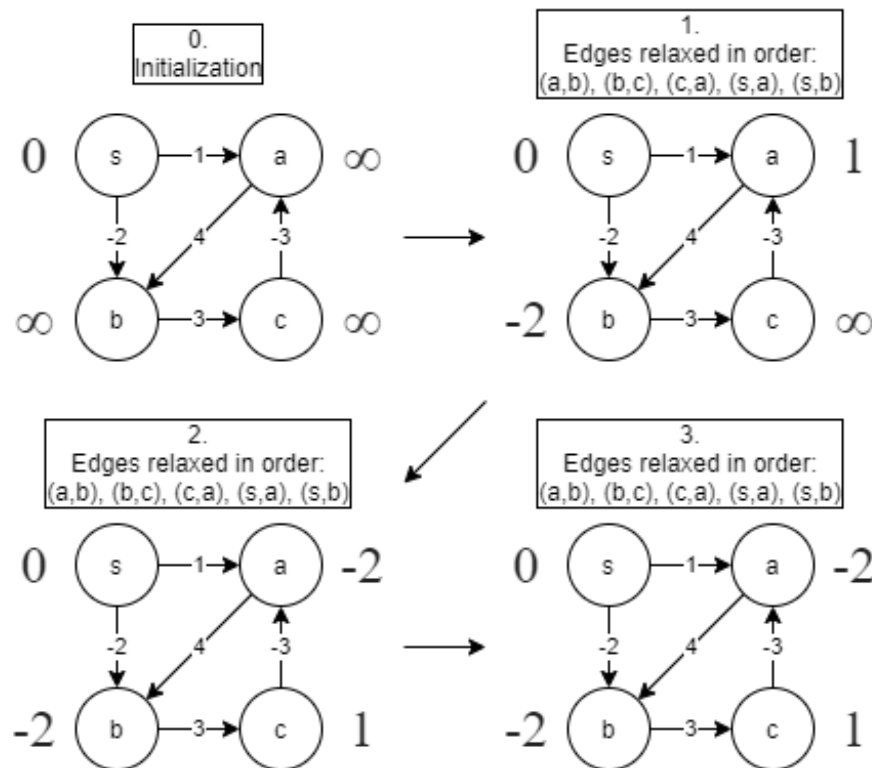 0.
Initialization
0 s 1 a ∞
-2 4 -3
∞ b 3 c ∞
1.
Edges relaxed in order:
(a,b), (b,c), (c,a), (s,a), (s,b)
0 s 1 a 1
-2 4 -3
-2 b 3 c ∞
2.
Edges relaxed in order:
(a,b), (b,c), (c,a), (s,a), (s,b)
0 s 1 a -2
-2 4 -3
-2 b 3 c 1
3.
Edges relaxed in order:
(a,b), (b,c), (c,a), (s,a), (s,b)
0 s 1 a -2
-2 4 -3
-2 b 3 c 1